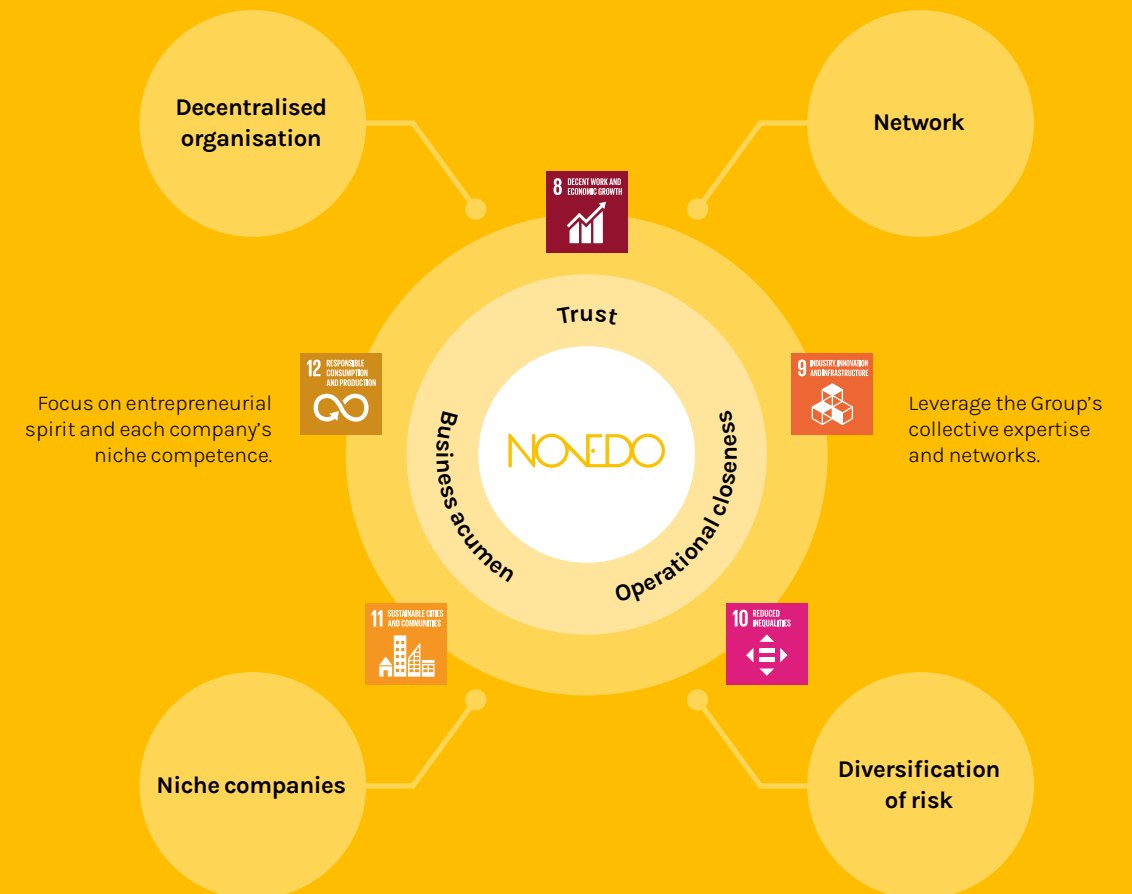 Decentralised
organisation
Network
8 DECENT WORK AND
ECONOMIC GROWTH
Trust
12 RESPONSIBLE
CONSUMPTION
AND PRODUCTION
9 INDUSTRY, INNOVATION
AND INFRASTRUCTURE
Focus on entrepreneurial
spirit and each company's
niche competence.
Business acumen
NONEDO
Operational closeness
Leverage the Group's
collective expertise
and networks.
11 SUSTAINABLE CITIES
AND COMMUNITIES
10 REDUCED
INEQUALITIES
Niche companies
Diversification
of risk